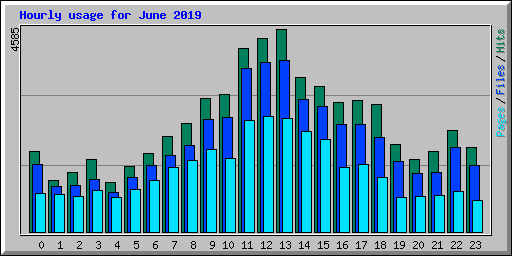 Hourly usage for June 2019
4585
Pages/Files/Hits
0 1 2 3 4 5 6 7 8 9 10 11 12 13 14 15 16 17 18 19 20 21 22 23